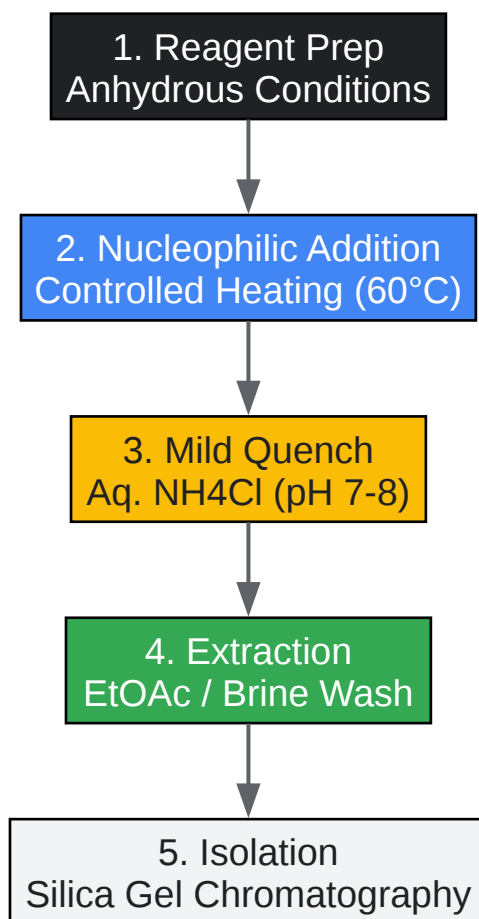 1. Reagent Prep
Anhydrous Conditions
2. Nucleophilic Addition
Controlled Heating (60°C)
3. Mild Quench
Aq. NH4Cl (pH 7-8)
4. Extraction
EtOAc / Brine Wash
5. Isolation
Silica Gel Chromatography